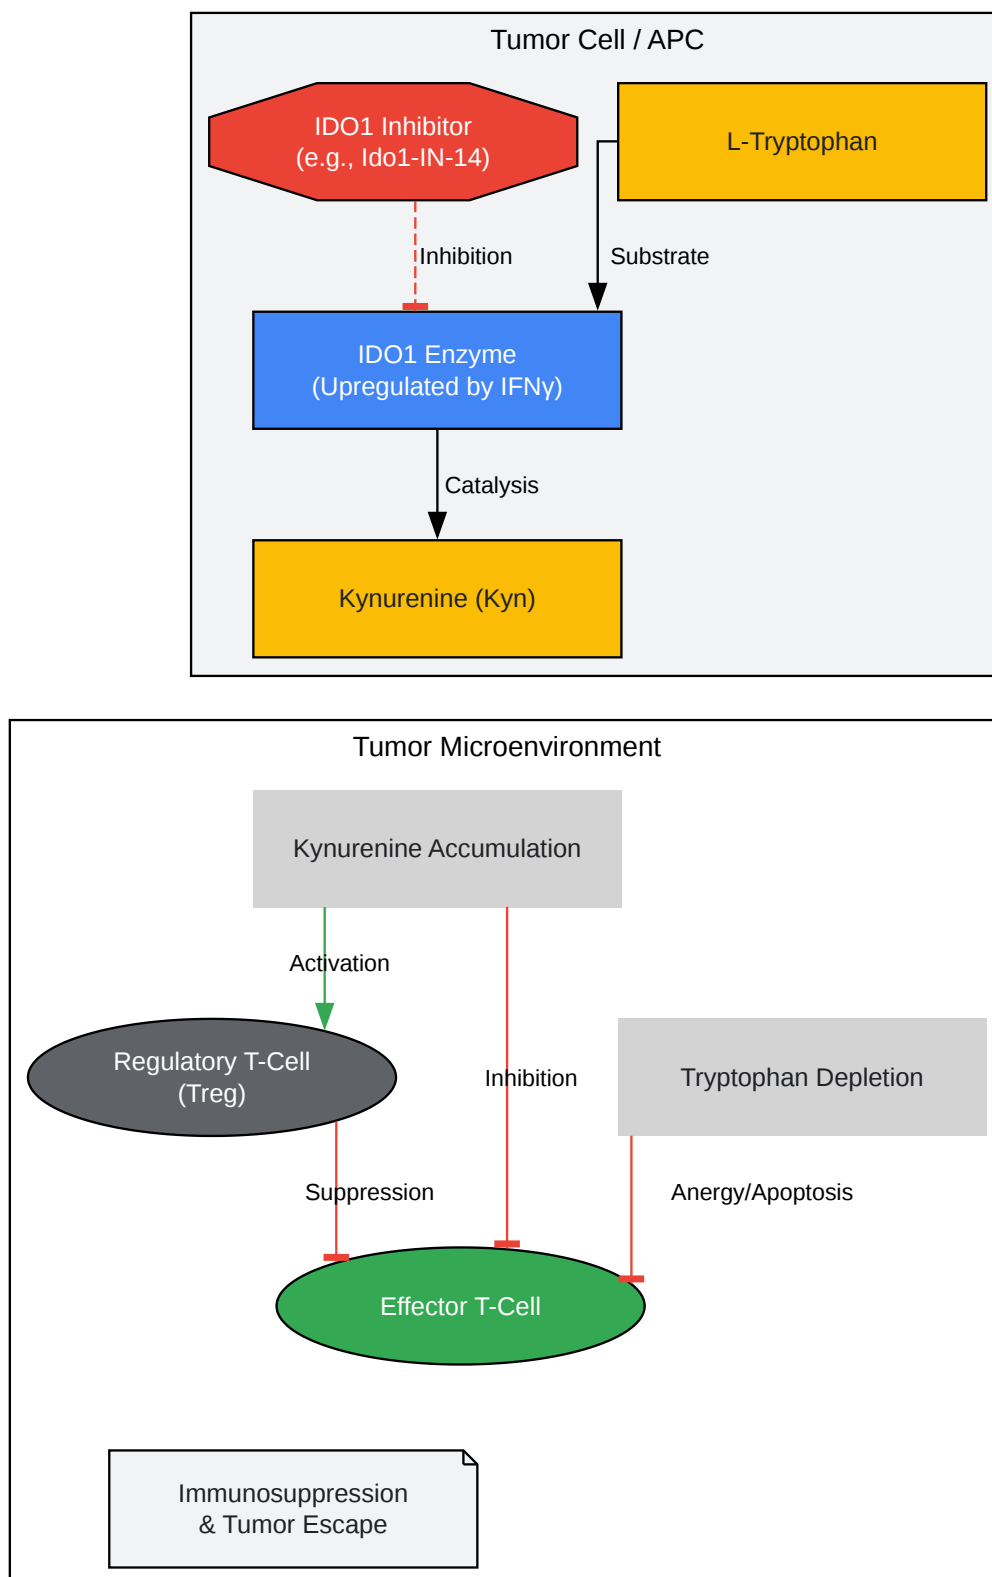 Tumor Cell / APC
IDO1 Inhibitor
(e.g., Ido1-IN-14)
L-Tryptophan
Inhibition
Substrate
IDO1 Enzyme
(Upregulated by IFNγ)
Catalysis
Kynurenine (Kyn)
Tumor Microenvironment
Kynurenine Accumulation
Activation
Regulatory T-Cell
(Treg)
Inhibition
Tryptophan Depletion
Suppression
Anergy/Apoptosis
Effector T-Cell
Immunosuppression
& Tumor Escape